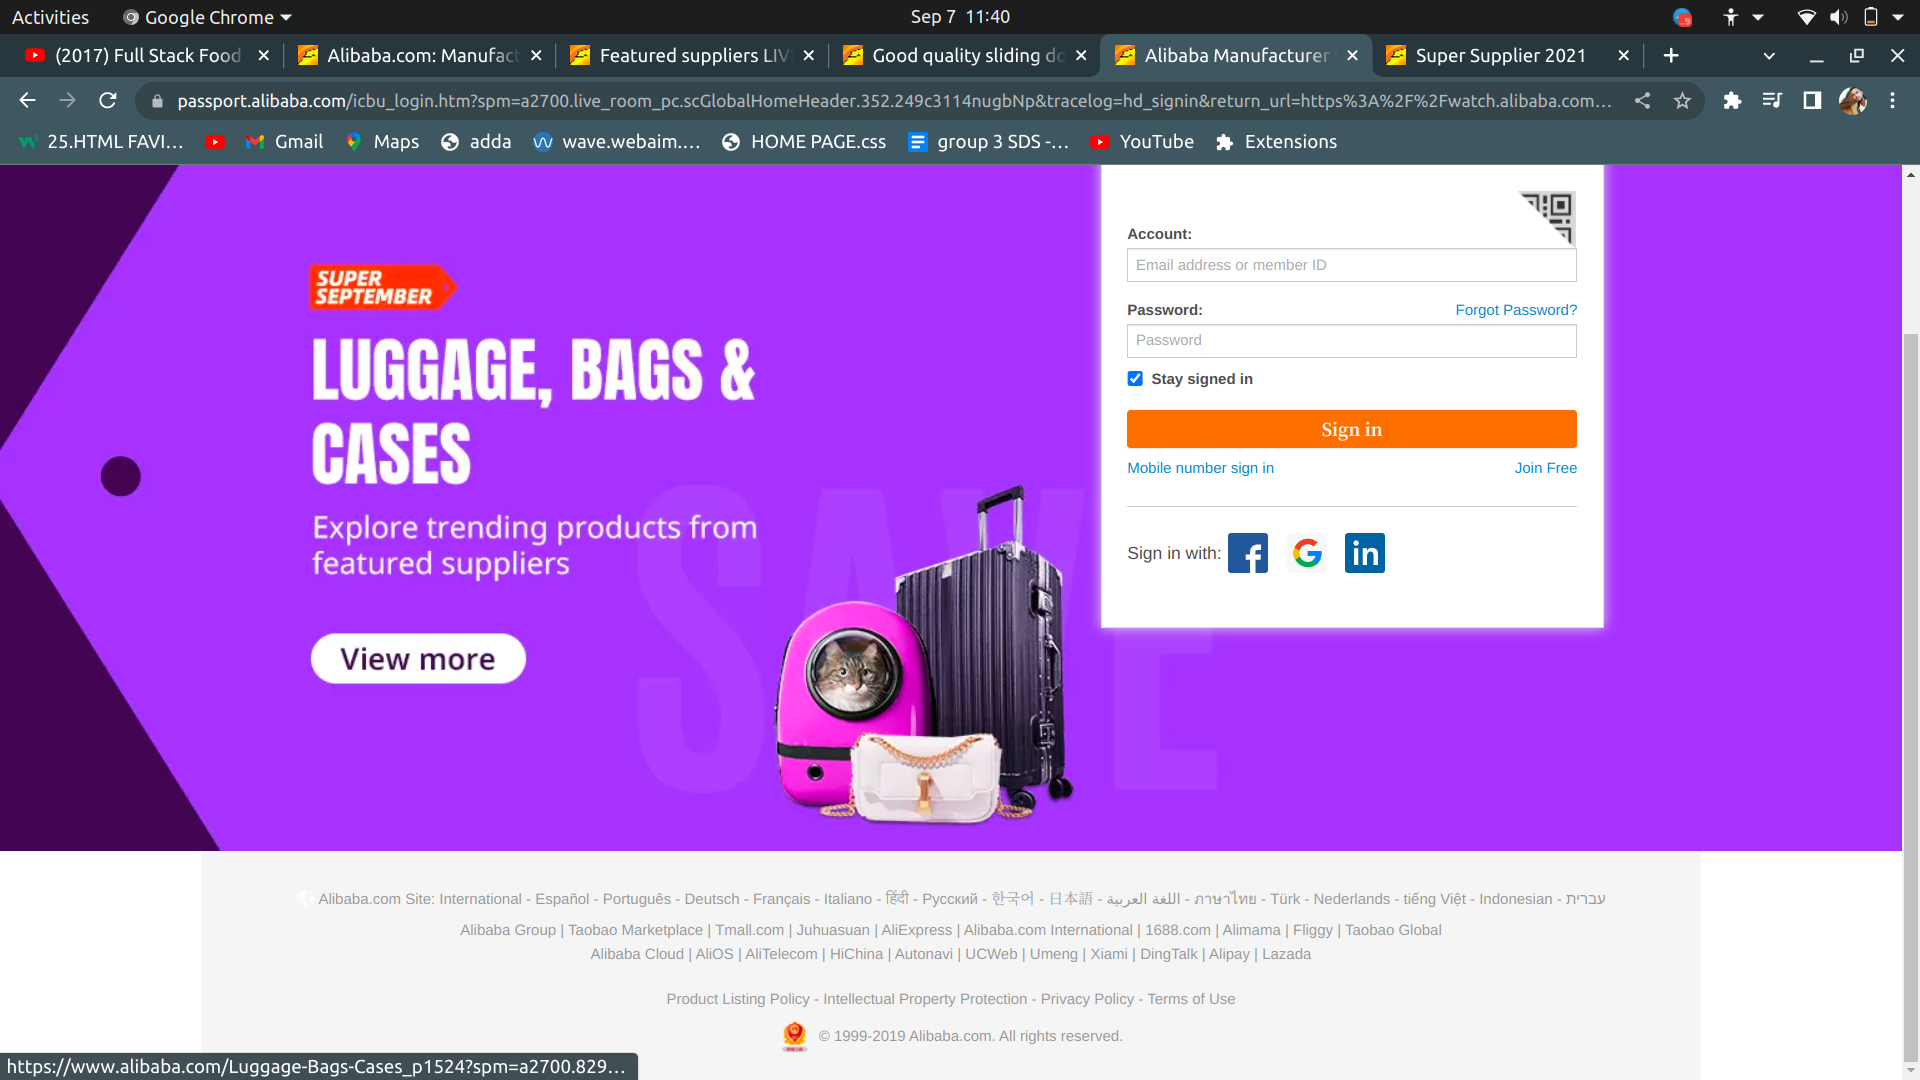 Activities
Google Chrome
Sep 7 11:40
9
(2017) Full Stack Food
Alibaba.com: Manufact
Featured suppliers LIV
Good quality sliding do
Alibaba Manufacturer
Super Supplier 2021
passport.alibaba.com/icbu_login.htm?spm=a2700.live_room_pc.scGlobalHomeHeader.352.249c3114nugbNp&tracelog=hd_signin&return_url=https%3A%2F%2Fwatch.alibaba.com...
25.HTML FAVI...
Gmail
Maps
adda
wave.webaim....
HOME PAGE.css
group 3 SDS -...
YouTube
Extensions
SUPER
SEPTEMBER
LUGGAGE, BAGS &
CASES
Explore trending products from
featured suppliers
View more
SAVE
Account:
Email address or member ID
Password:
Forgot Password?
Password
Stay signed in
Sign in
Mobile number sign in
Join Free
Sign in with:
Alibaba.com Site: International - Español - Português - Deutsch - Français - Italiano - हिंदी - Русский - 한국어 - 日本語 - اللغة العربية - ภาษาไทย - Türk - Nederlands - tiếng Việt - Indonesian - עברית
Alibaba Group | Taobao Marketplace | Tmall.com | Juhuasuan | AliExpress | Alibaba.com International | 1688.com | Alimama | Fliggy | Taobao Global
Alibaba Cloud | AliOS | AliTelecom | HiChina | Autonavi | UCWeb | Umeng | Xiami | DingTalk | Alipay | Lazada
Product Listing Policy - Intellectual Property Protection - Privacy Policy - Terms of Use
© 1999-2019 Alibaba.com. All rights reserved.
https://www.alibaba.com/Luggage-Bags-Cases_p1524?spm=a2700.829...